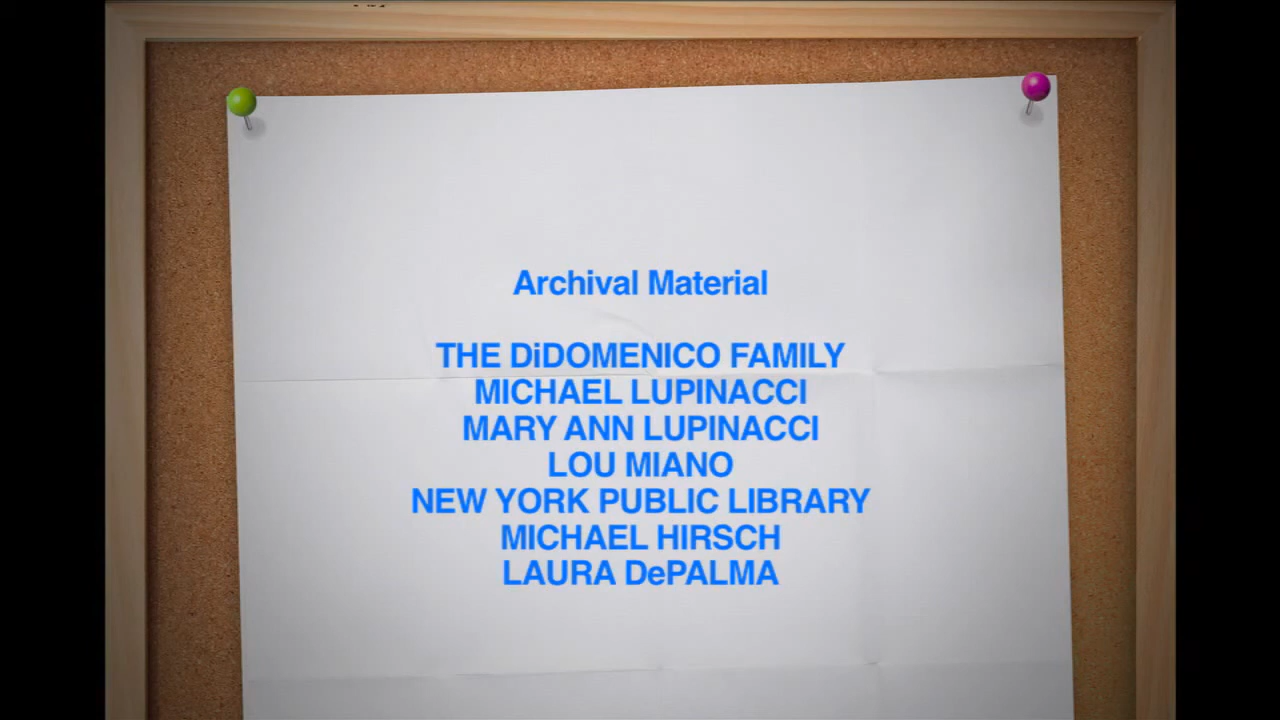 Archival Material
THE DiDOMENICO FAMILY
MICHAEL LUPINACCI
MARY ANN LUPINACCI
LOU MIANO
NEW YORK PUBLIC LIBRARY
MICHAEL HIRSCH
LAURA DePALMA